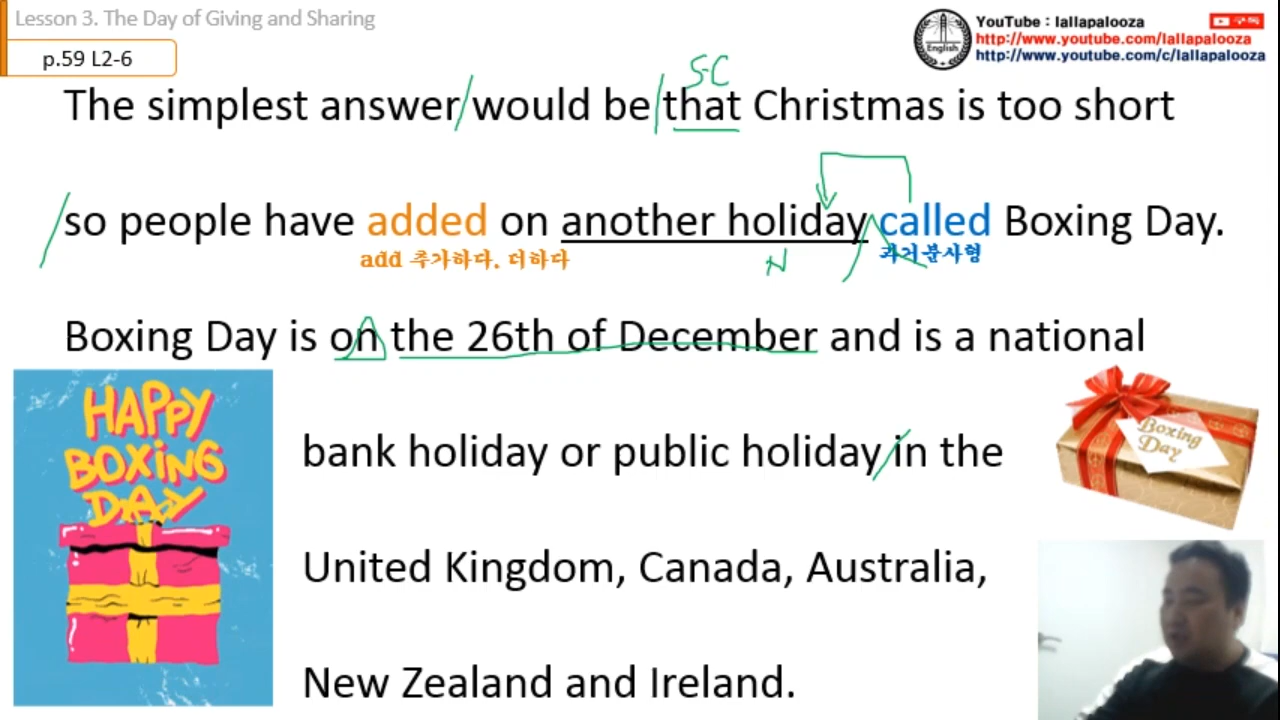 Lesson 3. The Day of Giving and Sharing
p.59 L2-6
English
YouTube : lallapalooza
구독
http://www.youtube.com/lallapalooza
http://www.youtube.com/c/lallapalooza
S.C
The simplest answer would be that Christmas is too short
so people have added on another holiday called Boxing Day.
add 추가하다. 더하다
N
과거분사형
Boxing Day is on the 26th of December and is a national
bank holiday or public holiday in the
United Kingdom, Canada, Australia,
New Zealand and Ireland.
HAPPY
BOXING
DAY
Boxing
Day